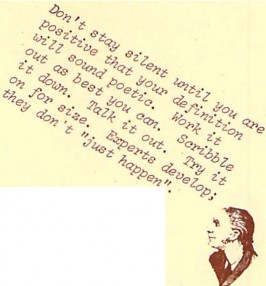 Don't stay silent until you are
positive that your definition
will sound poetic. Work it
out as best you can. Scribble
it down. Talk it out. Try it
on for size. Experts develop;
they don't "just happen".